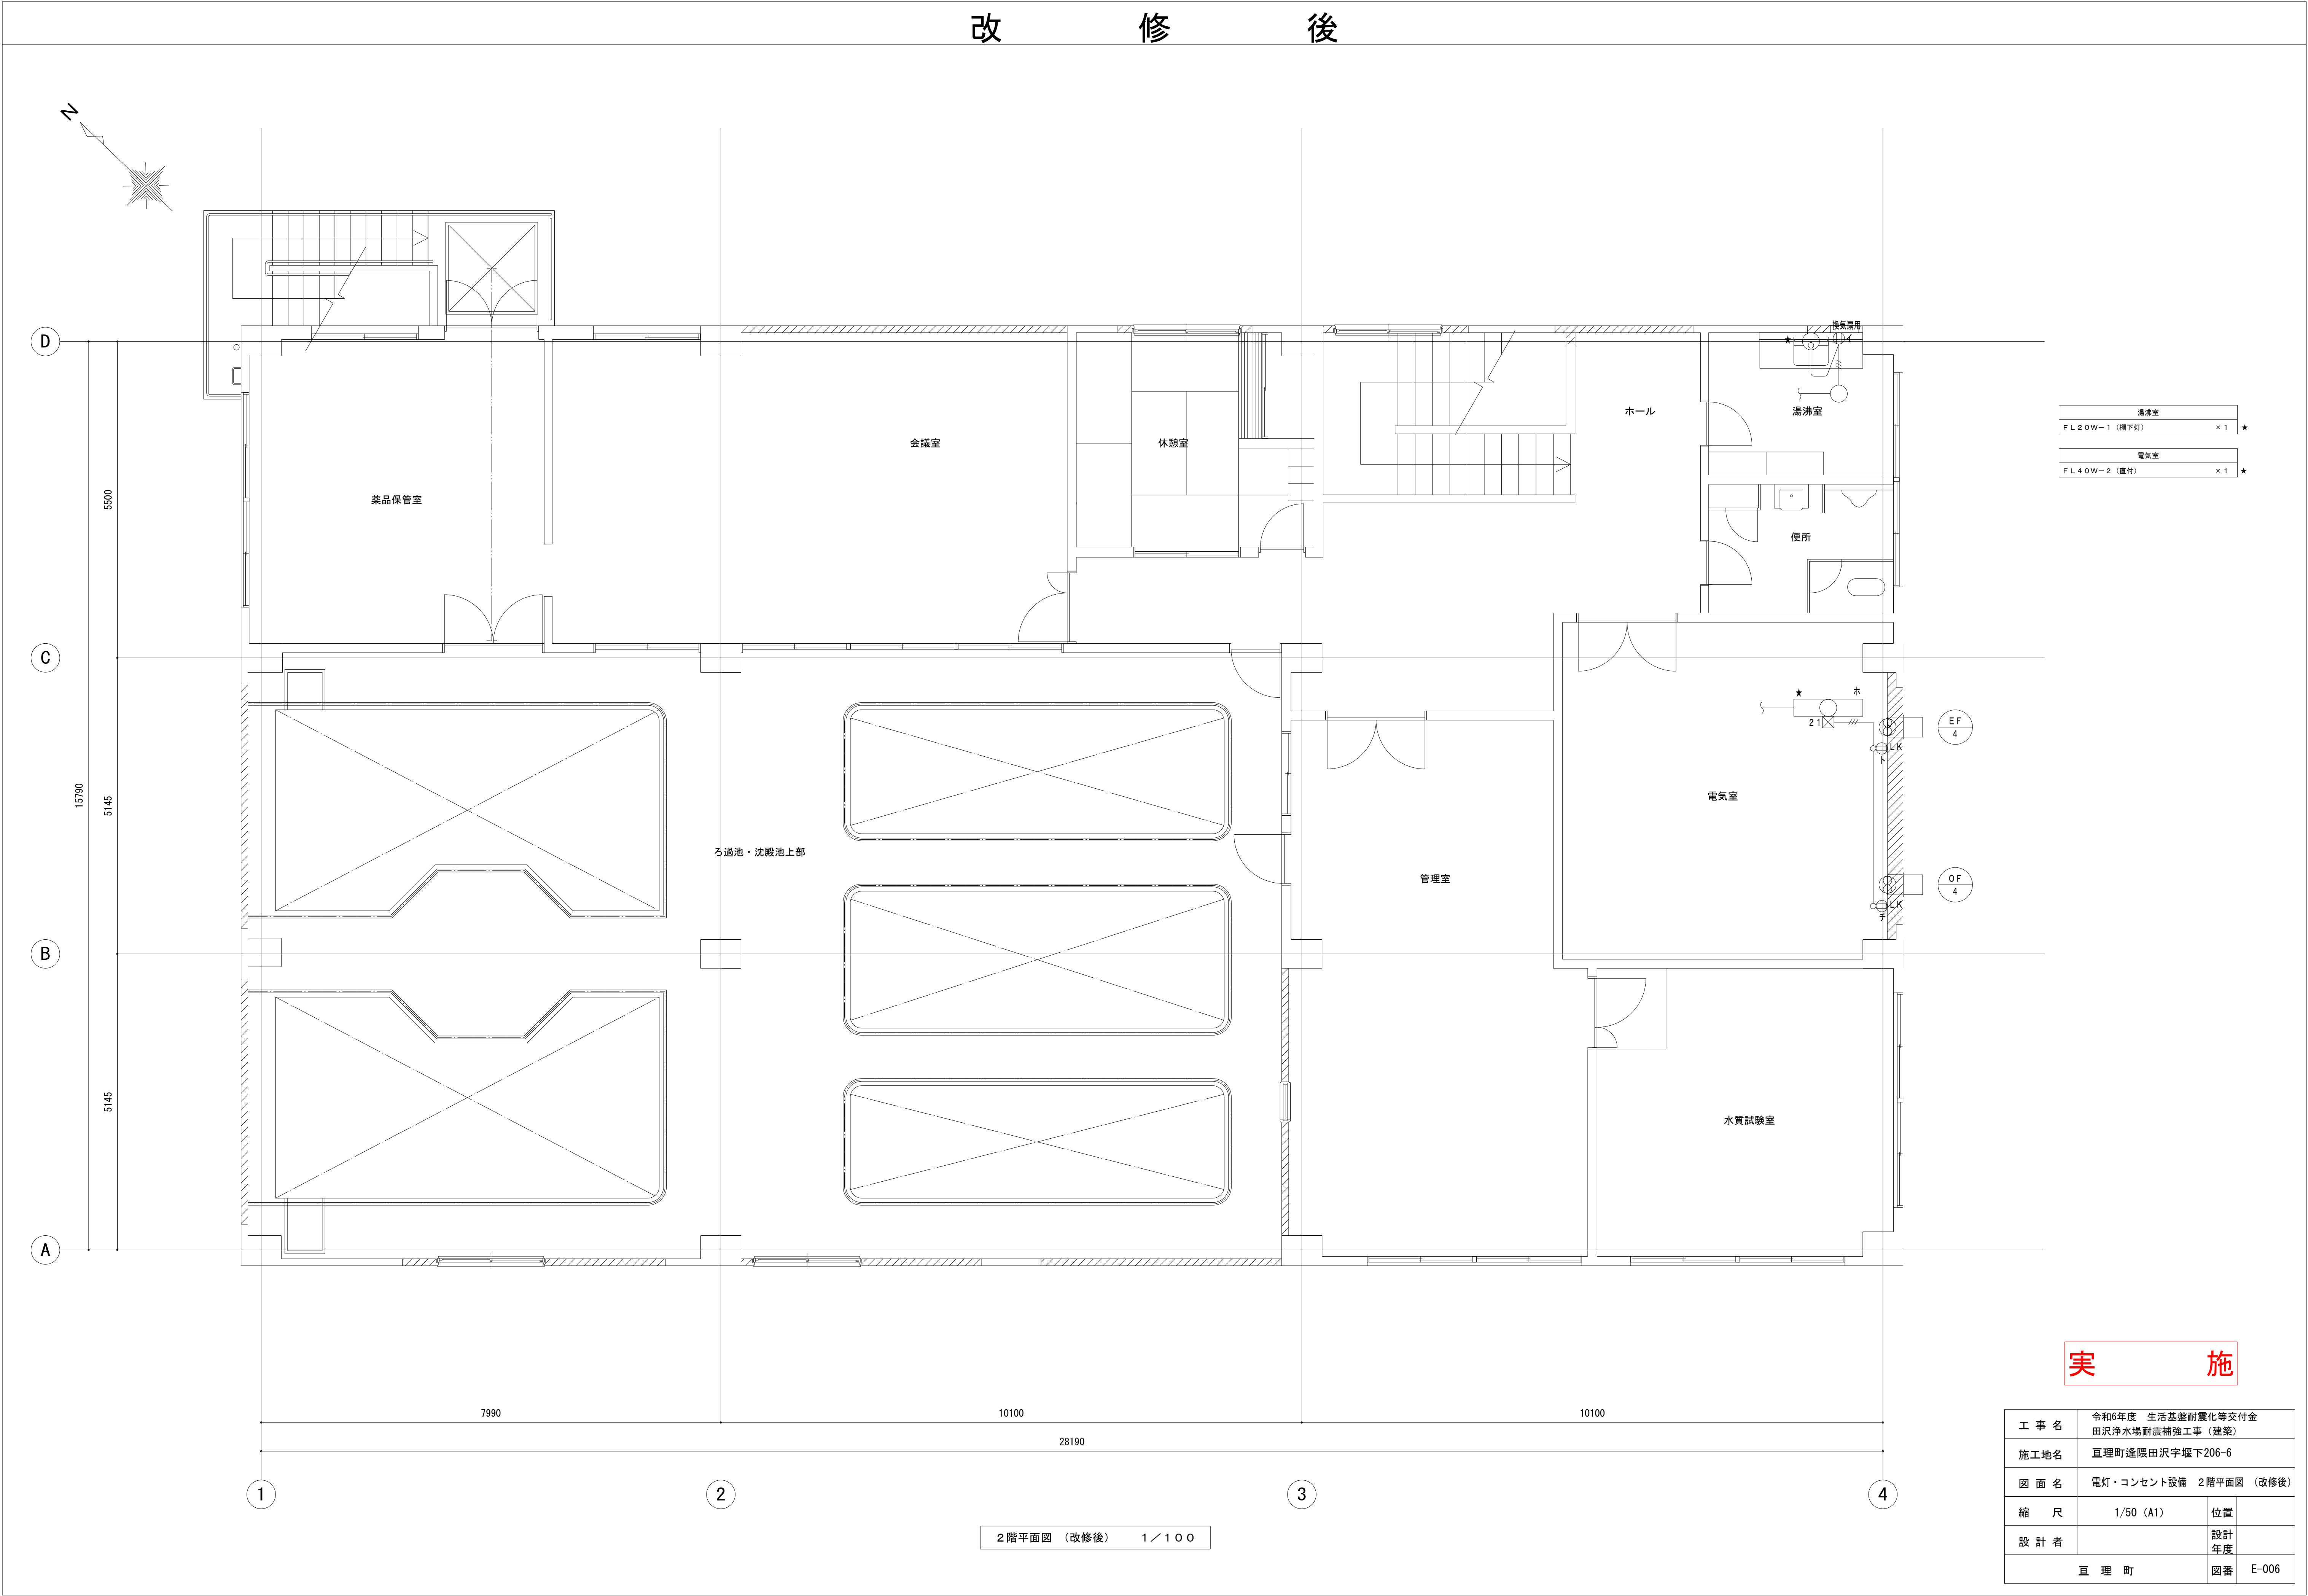 改修後
N
換気扇用
★
イ
D
ホール
湯沸室
湯沸室
FL20W-1（棚下灯） ×1 ★
会議室
休憩室
電気室
FL40W-2（直付） ×1 ★
5500
薬品保管室
便所
C
★
ホ
21
EF
4
LK
ト
15790
5145
電気室
ろ過池・沈殿池上部
管理室
OF
4
LK
テ
B
5145
水質試験室
A
実施
7990
10100
10100
28190
1
2
3
4
2階平面図（改修後） 1／100
工事名
令和6年度 生活基盤耐震化等交付金
田沢浄水場耐震補強工事（建築）
施工地名 亘理町逢隈田沢字堰下206-6
図面名 電灯・コンセント設備 2階平面図（改修後）
縮尺 1/50（A1） 位置
設計者 設計年度
亘理町 図番 E-006